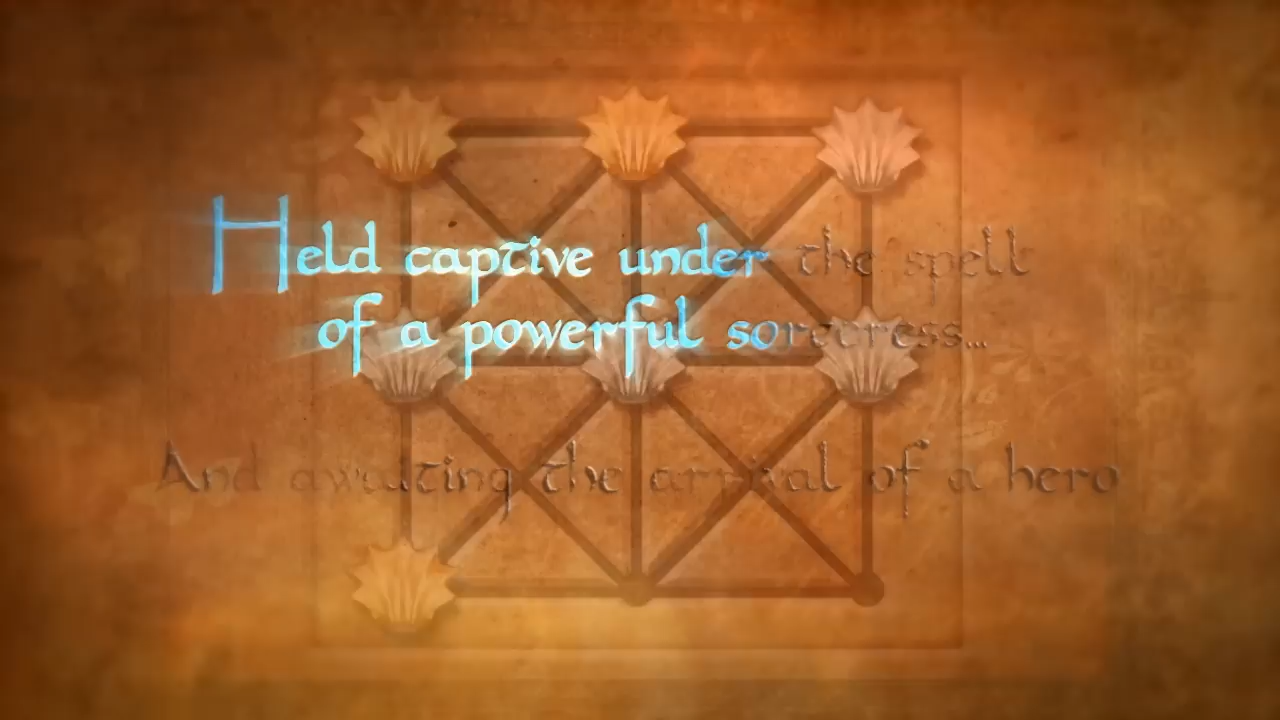 Held captive under the spell
of a powerful sorceress...
And awaiting the arrival of a hero